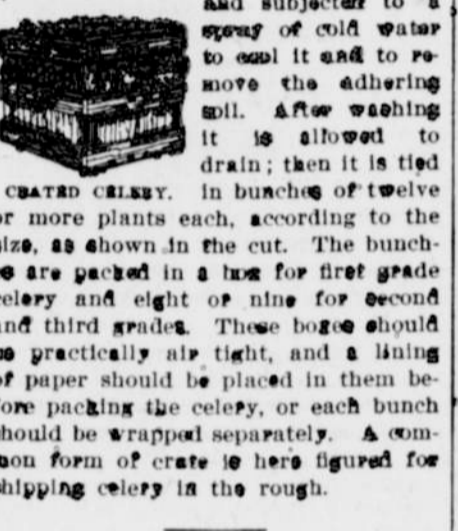 and subjected to a
spray of cold water
to cool it and to re-
move the adhering
soil. After washing
it is allowed to
drain; then it is tied
CRATED CELERY. in bunches of twelve
or more plants each, according to the
size, as shown in the cut. The bunch-
es are packed in a box for first grade
celery and eight or nine for second
and third grades. These boxes should
be practically air tight, and a lining
of paper should be placed in them be-
fore packing the celery, or each bunch
should be wrapped separately. A com-
mon form of crate is here figured for
shipping celery in the rough.